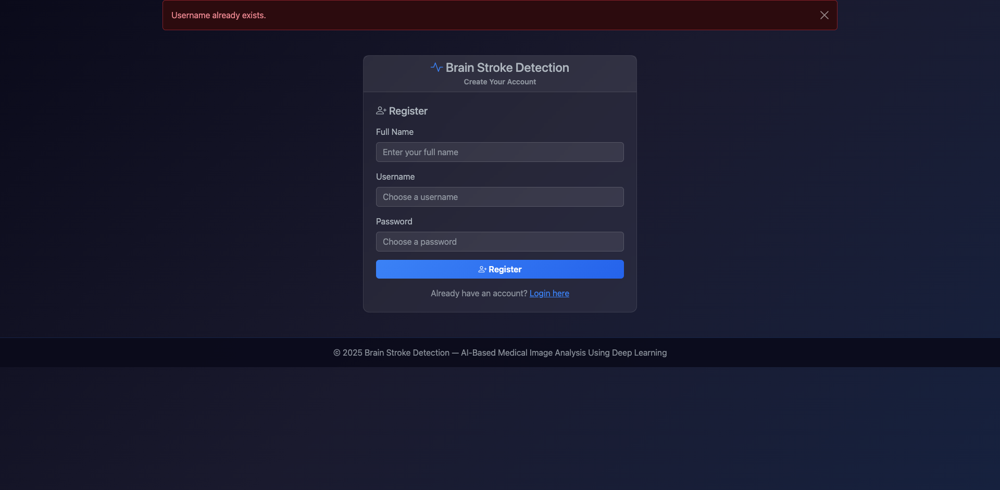 Username already exists.
Brain Stroke Detection
Create Your Account
Register
Full Name
Enter your full name
Username
Choose a username
Password
Choose a password
Register
Already have an account? Login here
© 2025 Brain Stroke Detection — AI-Based Medical Image Analysis Using Deep Learning